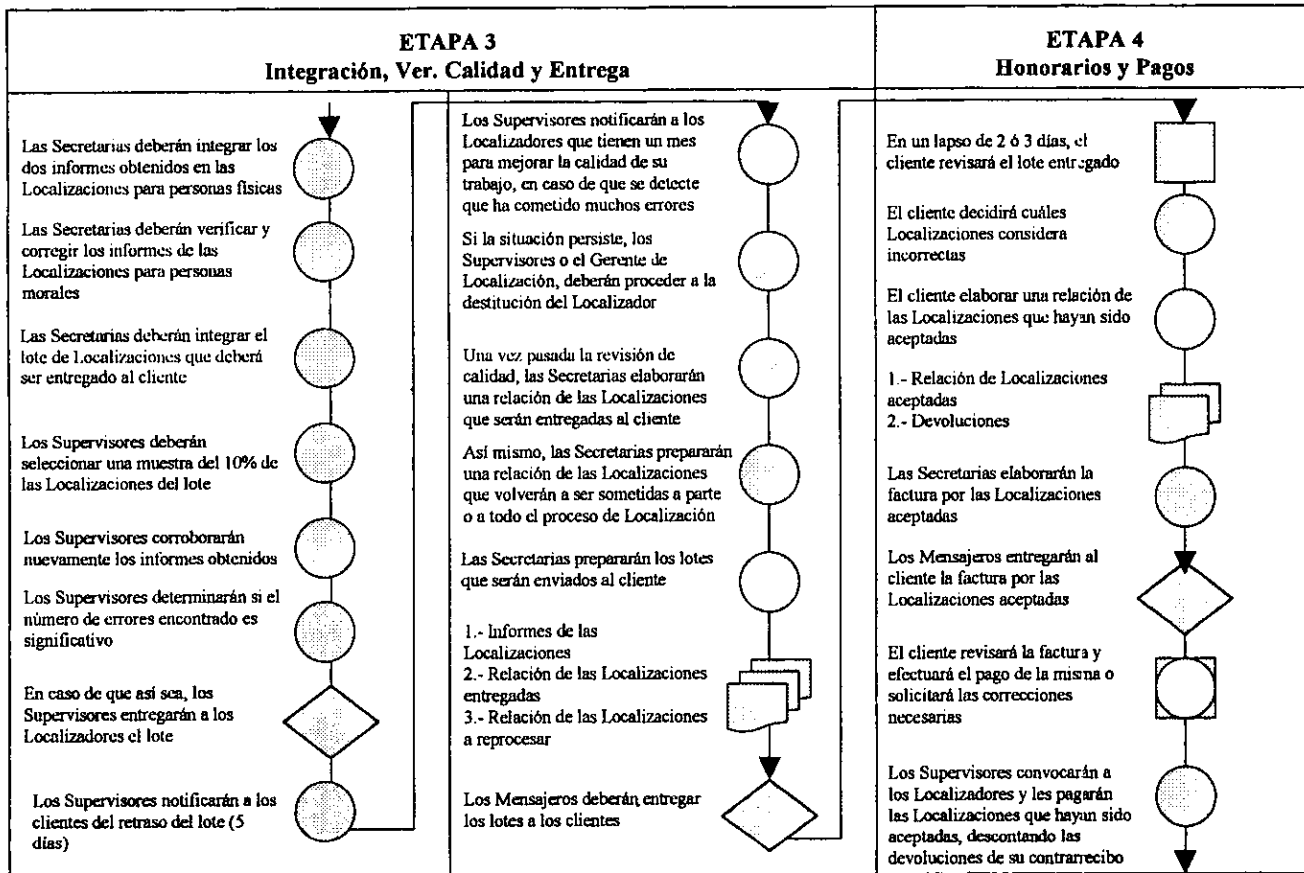 ETAPA 3
Integración, Ver. Calidad y Entrega
Las Secretarias deberán integrar los
dos informes obtenidos en las
Localizaciones para personas físicas
Las Secretarias deberán verificar y
corregir los informes de las
Localizaciones para personas
morales
Las Secretarias deberán integrar el
lote de Localizaciones que deberá
ser entregado al cliente
Los Supervisores deberán
seleccionar una muestra del 10% de
las Localizaciones del lote
Los Supervisores corroborarán
nuevamente los informes obtenidos
Los Supervisores determinarán si el
número de errores encontrado es
significativo
En caso de que así sea, los
Supervisores entregarán a los
Localizadores el lote
Los Supervisores notificarán a los
clientes del retraso del lote (5
días)
Los Supervisores notificarán a los
Localizadores que tienen un mes
para mejorar la calidad de su
trabajo, en caso de que se detecte
que ha cometido muchos errores
Si la situación persiste, los
Supervisores o el Gerente de
Localización, deberán proceder a la
destitución del Localizador
Una vez pasada la revisión de
calidad, las Secretarias elaborarán
una relación de las Localizaciones
que serán entregadas al cliente
Así mismo, las Secretarias prepararán
una relación de las Localizaciones
que volverán a ser sometidas a parte
o a todo el proceso de Localización
Las Secretarias prepararán los lotes
que serán enviados al cliente
1.- Informes de las
Localizaciones
2.- Relación de las Localizaciones
entregadas
3.- Relación de las Localizaciones
a reprocesar
Los Mensajeros deberán entregar
los lotes a los clientes
ETAPA 4
Honorarios y Pagos
En un lapso de 2 ó 3 días, el
cliente revisará el lote entregado
El cliente decidirá cuáles
Localizaciones considera
incorrectas
El cliente elaborar una relación de
las Localizaciones que hayan sido
aceptadas
1.- Relación de Localizaciones
aceptadas
2.- Devoluciones
Las Secretarias elaborarán la
factura por las Localizaciones
aceptadas
Los Mensajeros entregarán al
cliente la factura por las
Localizaciones aceptadas
El cliente revisará la factura y
efectuará el pago de la misma o
solicitará las correcciones
necesarias
Los Supervisores convocarán a
los Localizadores y les pagarán
las Localizaciones que hayan sido
aceptadas, descontando las
devoluciones de su contrarrecibo